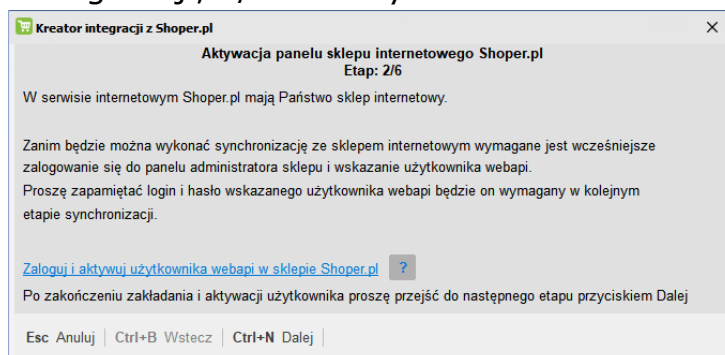 Kreator integracji z Shoper.pl
Aktywacja panelu sklepu internetowego Shoper.pl
Etap: 2/6
W serwisie internetowym Shoper.pl mają Państwo sklep internetowy.
Zanim będzie można wykonać synchronizację ze sklepem internetowym wymagane jest wcześniejsze
zalogowanie się do panelu administratora sklepu i wskazanie użytkownika webapi.
Proszę zapamiętać login i hasło wskazanego użytkownika webapi będzie on wymagany w kolejnym
etapie synchronizacji.
Zaloguj i aktywuj użytkownika webapi w sklepie Shoper.pl ?
Po zakończeniu zakładania i aktywacji użytkownika proszę przejść do następnego etapu przyciskiem Dalej
Esc Anuluj Ctrl+B Wstecz Ctrl+N Dalej